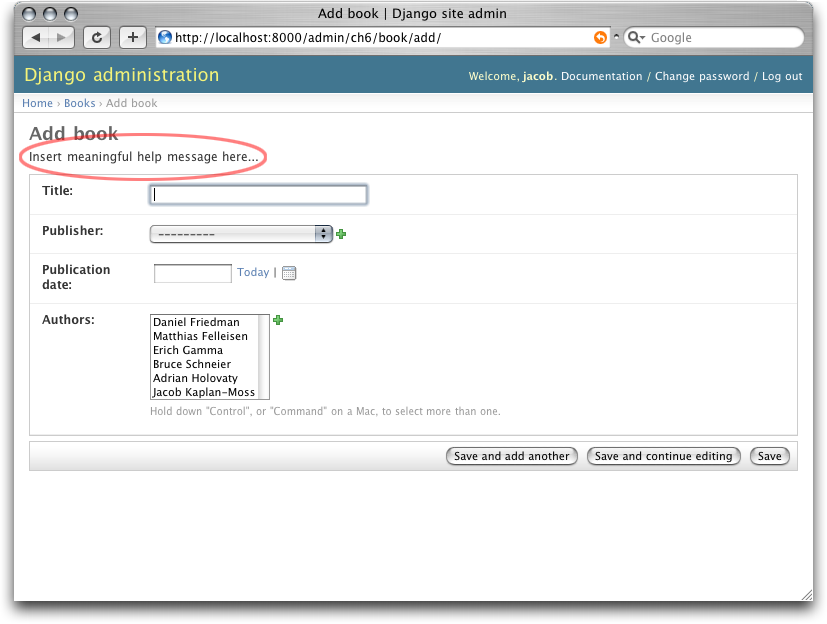 Add book | Django site admin
http://localhost:8000/admin/ch6/book/add/
Google
Django administration
Welcome, jacob. Documentation / Change password / Log out
Home › Books › Add book
Add book
Insert meaningful help message here...
Title:
Publisher:
---------
Publication
date:
Today |
Authors:
Daniel Friedman
Matthias Felleisen
Erich Gamma
Bruce Schneier
Adrian Holovaty
Jacob Kaplan-Moss
Hold down "Control", or "Command" on a Mac, to select more than one.
Save and add another
Save and continue editing
Save